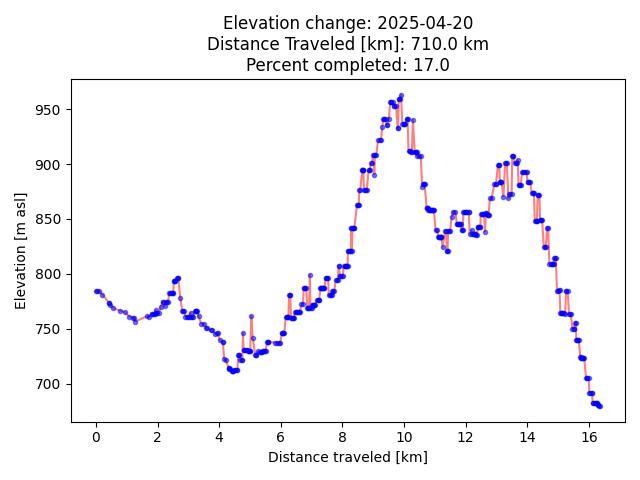 Elevation change: 2025-04-20
Distance Traveled [km]: 710.0 km
Percent completed: 17.0
950
900
850
800
750
700
Elevation [m asl]
0 2 4 6 8 10 12 14 16
Distance traveled [km]